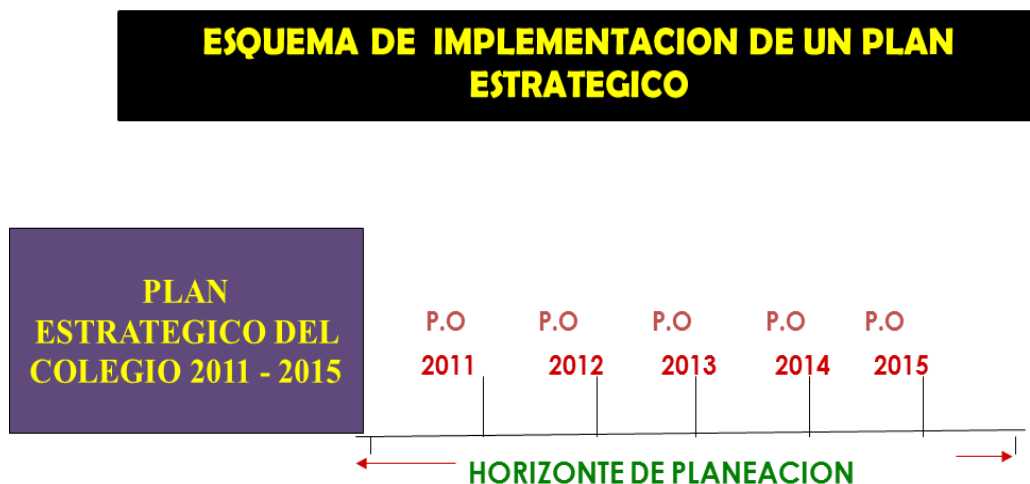 ESQUEMA DE IMPLEMENTACION DE UN PLAN
ESTRATEGICO
PLAN
ESTRATEGICO DEL
COLEGIO 2011 - 2015
P.O P.O P.O P.O P.O
2011 2012 2013 2014 2015
HORIZONTE DE PLANEACION